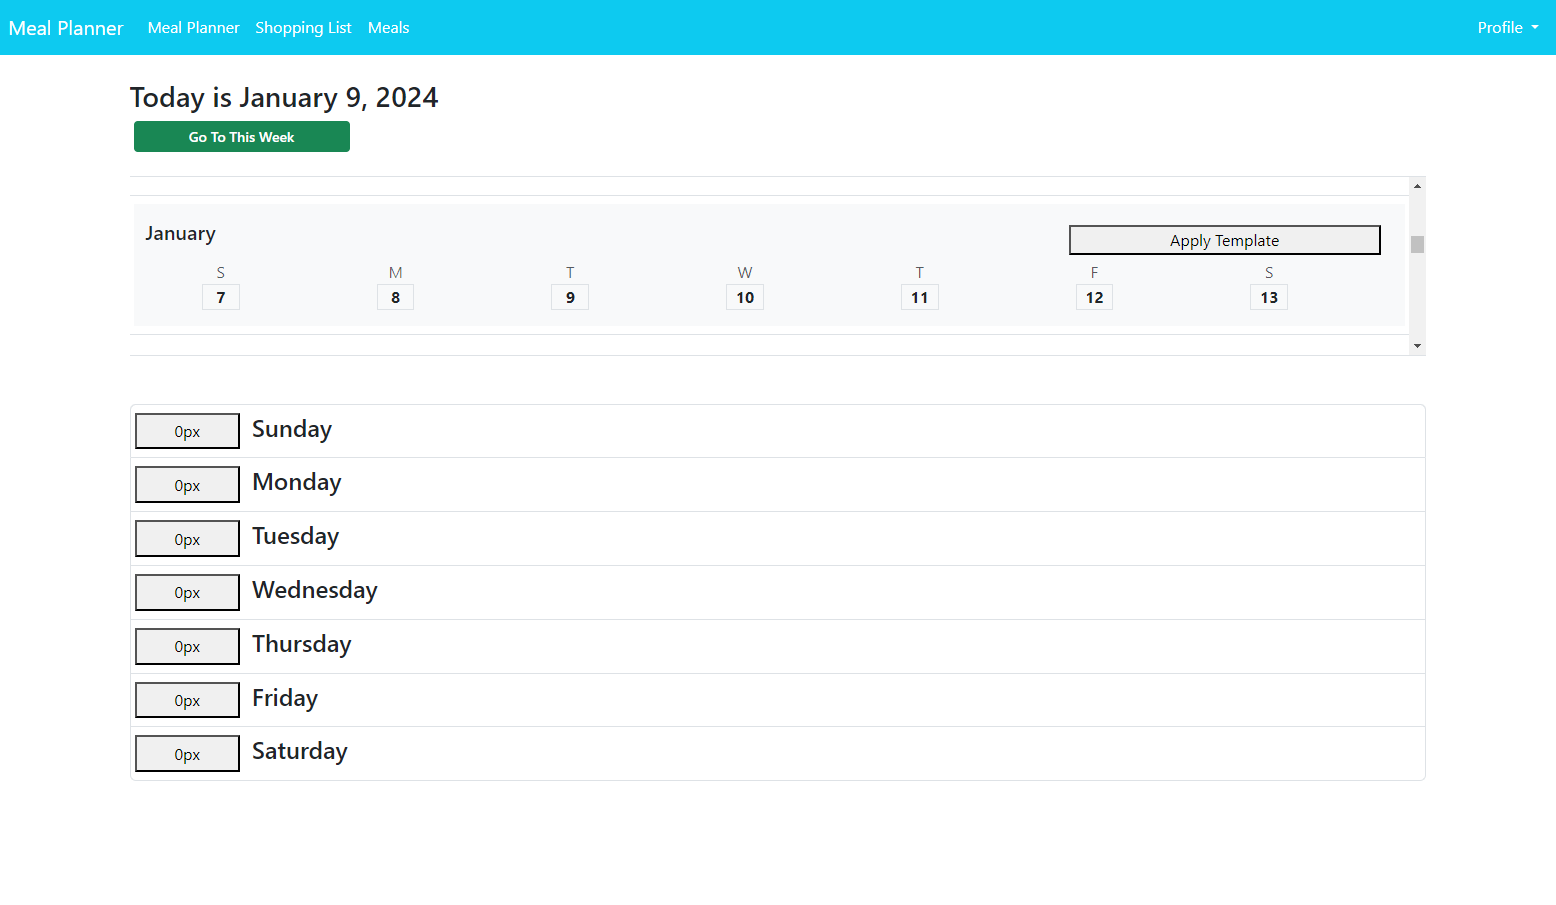 Meal Planner Meal Planner Shopping List Meals Profile
Today is January 9, 2024
Go To This Week
January Apply Template
S M T W T F S
7 8 9 10 11 12 13
0px Sunday
0px Monday
0px Tuesday
0px Wednesday
0px Thursday
0px Friday
0px Saturday